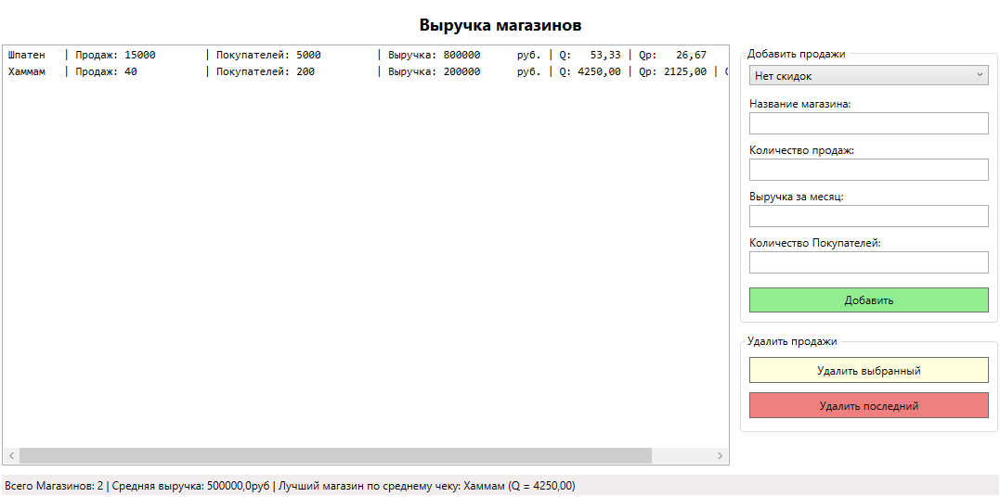 Выручка магазинов
Шпатен | Продаж: 15000 | Покупателей: 5000 | Выручка: 800000 руб. | Q: 53,33 | Qp: 26,67
Хаммам | Продаж: 40 | Покупателей: 200 | Выручка: 200000 руб. | Q: 4250,00 | Qp: 2125,00 |
Добавить продажи
Нет скидок
Название магазина:
Количество продаж:
Выручка за месяц:
Количество Покупателей:
Добавить
Удалить продажи
Удалить выбранный
Удалить последний
Всего Магазинов: 2 | Средняя выручка: 500000,0руб | Лучший магазин по среднему чеку: Хаммам (Q = 4250,00)